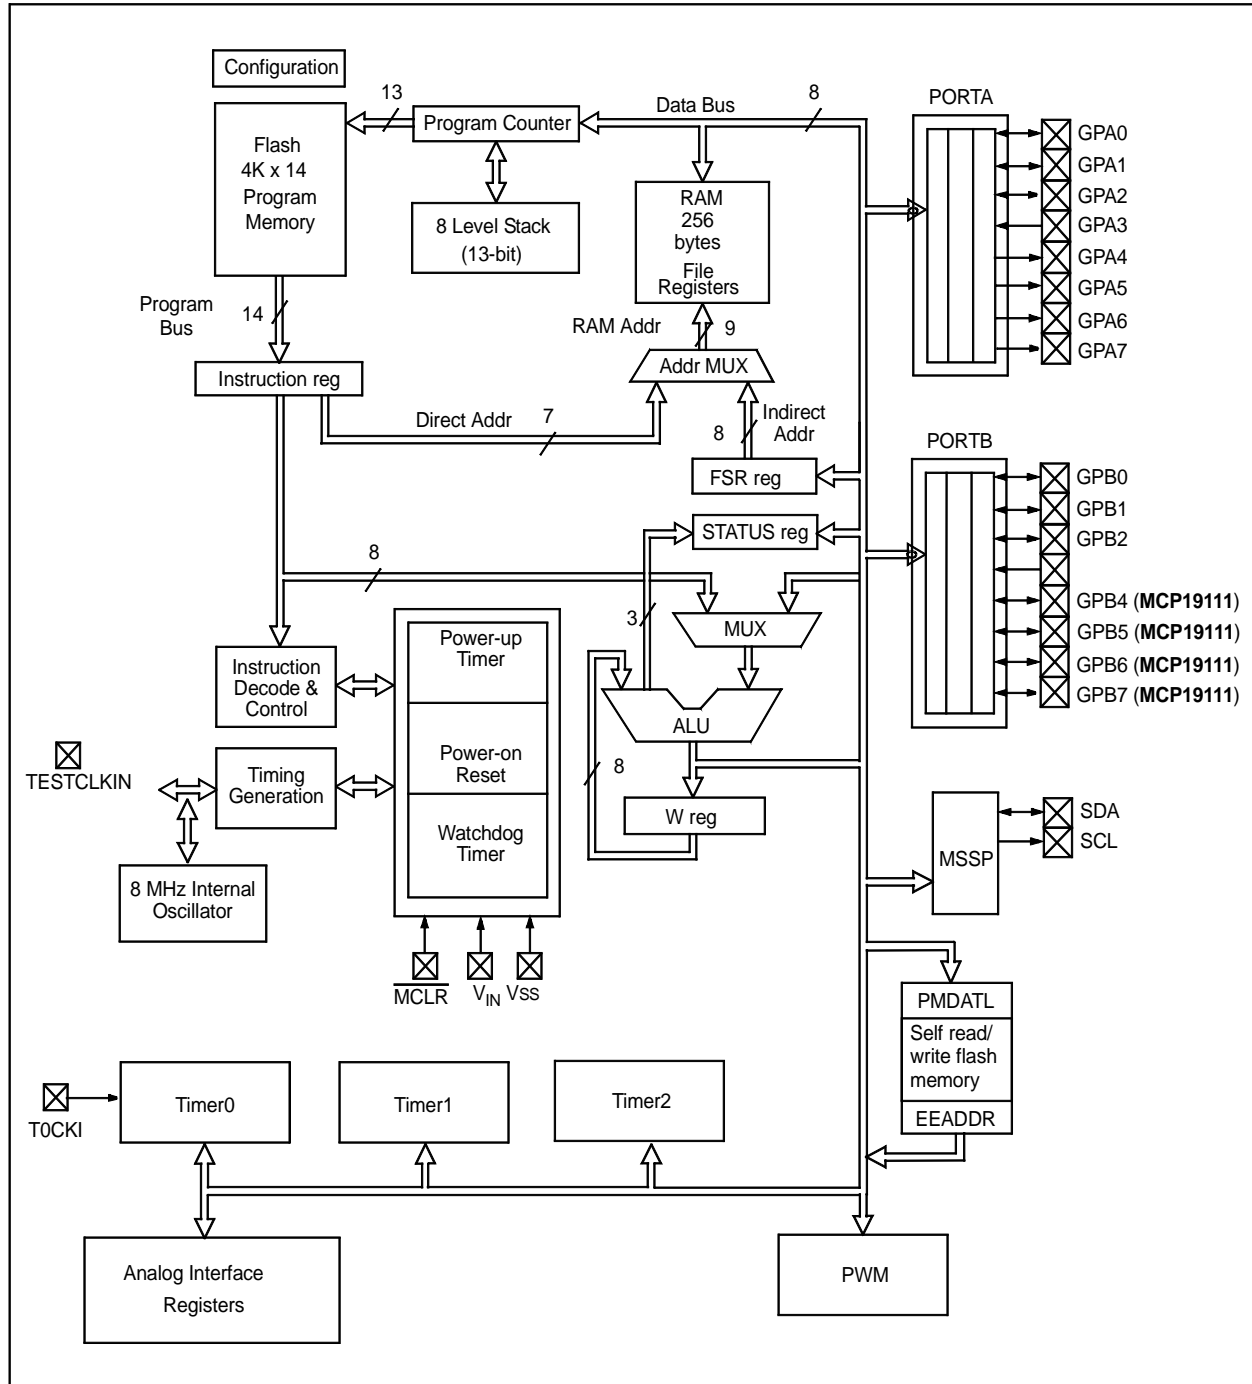 Configuration
Flash
4K x 14
Program
Memory
13
Program Counter
8 Level Stack
(13-bit)
Data Bus
8
RAM
256
bytes
File
Registers
RAM Addr
9
Addr MUX
Program
Bus
14
Instruction reg
Direct Addr
7
8
Indirect
Addr
FSR reg
STATUS reg
8
3
MUX
ALU
8
W reg
Instruction
Decode &
Control
Power-up
Timer
Power-on
Reset
Watchdog
Timer
TESTCLKIN
Timing
Generation
8 MHz Internal
Oscillator
MCLR
VIN
VSS
PORTA
GPA0
GPA1
GPA2
GPA3
GPA4
GPA5
GPA6
GPA7
PORTB
GPB0
GPB1
GPB2
GPB4 (MCP19111)
GPB5 (MCP19111)
GPB6 (MCP19111)
GPB7 (MCP19111)
MSSP
SDA
SCL
PMDATL
Self read/
write flash
memory
EEADDR
T0CKI
Timer0
Timer1
Timer2
Analog Interface
Registers
PWM